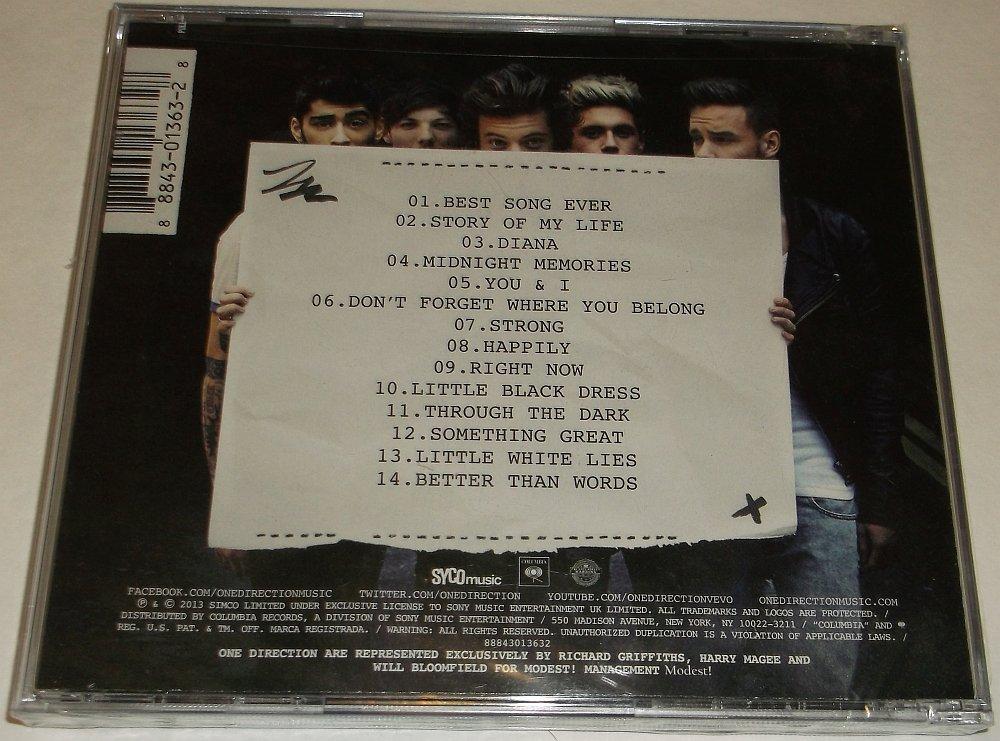 8 88843-01363-2 8
01.BEST SONG EVER
02.STORY OF MY LIFE
03.DIANA
04.MIDNIGHT MEMORIES
05.YOU & I
06.DON'T FORGET WHERE YOU BELONG
07.STRONG
08.HAPPILY
09.RIGHT NOW
10.LITTLE BLACK DRESS
11.THROUGH THE DARK
12.SOMETHING GREAT
13.LITTLE WHITE LIES
14.BETTER THAN WORDS
SYCOmusic COLUMBIA
FACEBOOK.COM/ONEDIRECTIONMUSIC TWITTER.COM/ONEDIRECTION YOUTUBE.COM/ONEDIRECTIONVEVO ONEDIRECTIONMUSIC.COM
℗ & © 2013 SIMCO LIMITED UNDER EXCLUSIVE LICENSE TO SONY MUSIC ENTERTAINMENT UK LIMITED. ALL TRADEMARKS AND LOGOS ARE PROTECTED. /
DISTRIBUTED BY COLUMBIA RECORDS, A DIVISION OF SONY MUSIC ENTERTAINMENT / 550 MADISON AVENUE, NEW YORK, NY 10022-3211 / "COLUMBIA" AND
REG. U.S. PAT. & TM. OFF. MARCA REGISTRADA. / WARNING: ALL RIGHTS RESERVED. UNAUTHORIZED DUPLICATION IS A VIOLATION OF APPLICABLE LAWS. /
88843013632
ONE DIRECTION ARE REPRESENTED EXCLUSIVELY BY RICHARD GRIFFITHS, HARRY MAGEE AND
WILL BLOOMFIELD FOR MODEST! MANAGEMENT Modest!